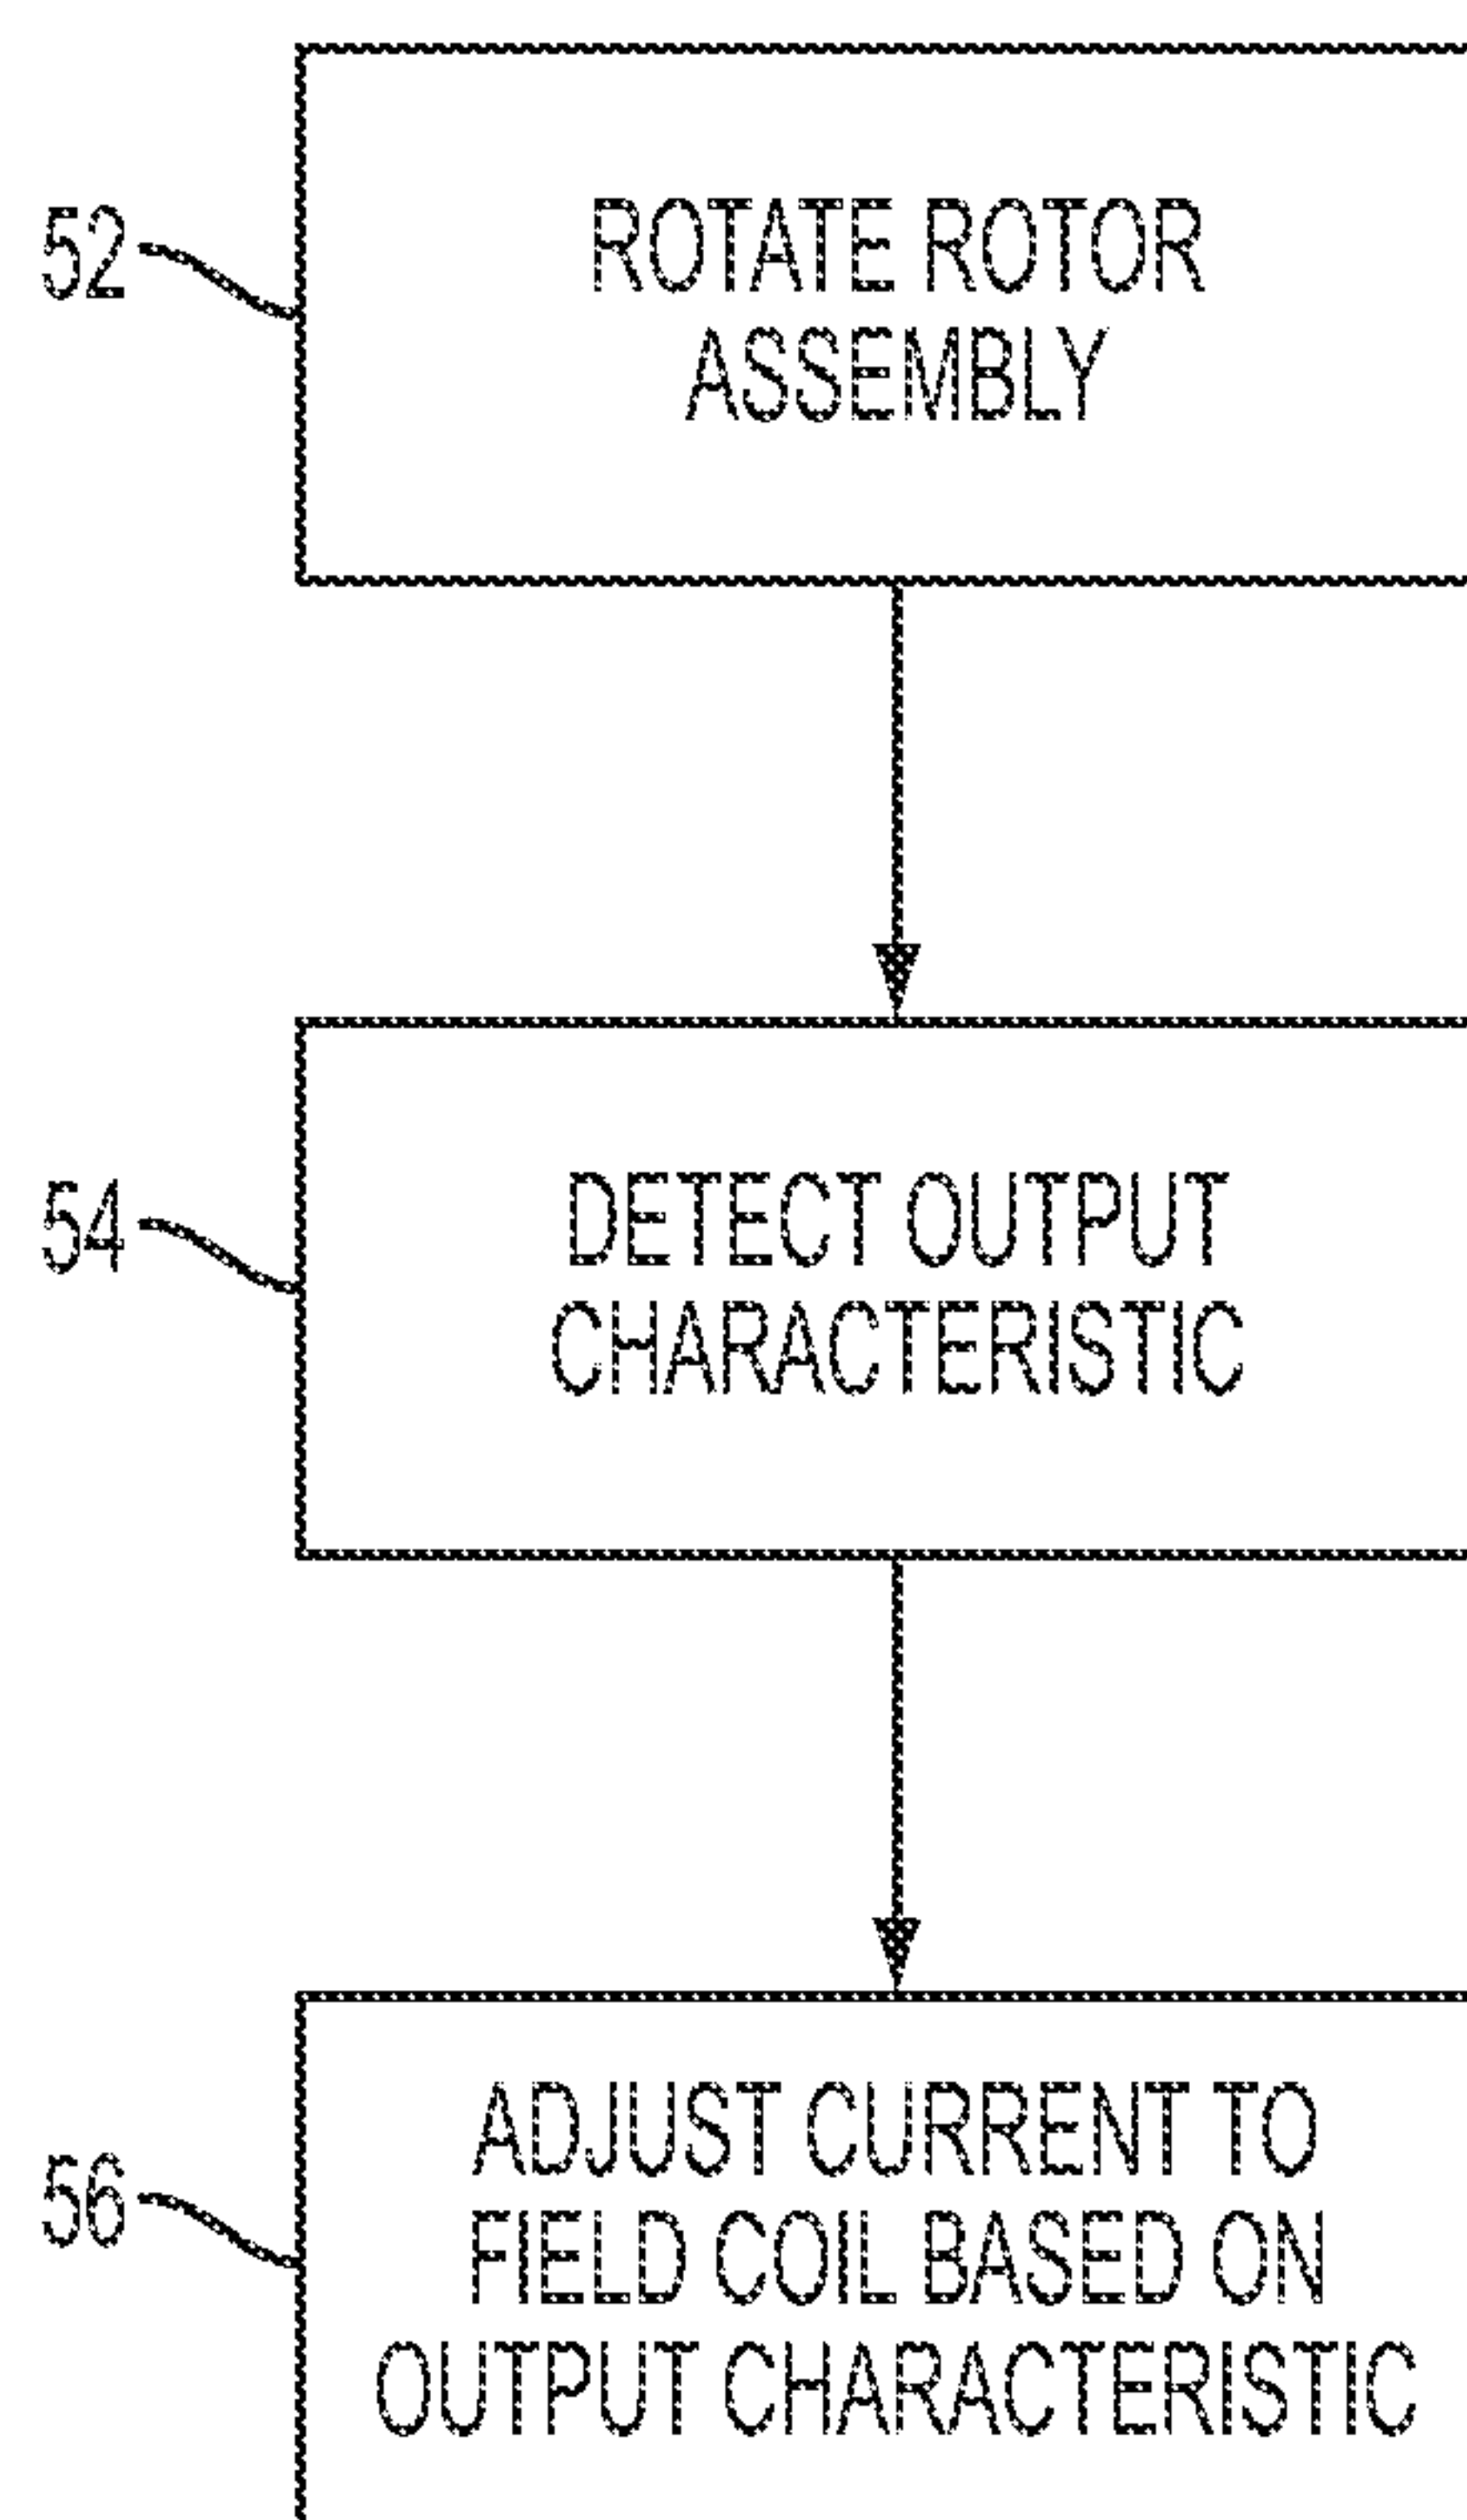 52
ROTATE ROTOR
ASSEMBLY
54
DETECT OUTPUT
CHARACTERISTIC
56
ADJUST CURRENT TO
FIELD COIL BASED ON
OUTPUT CHARACTERISTIC